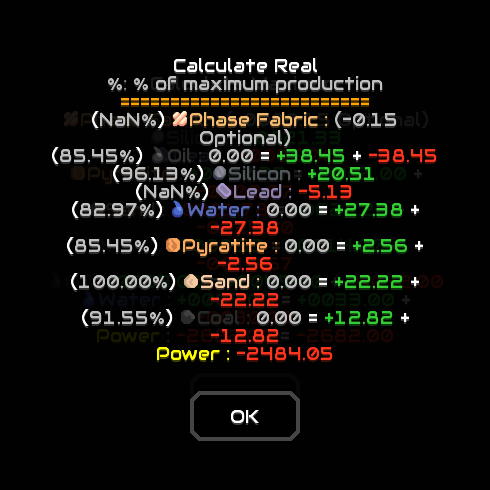 Calculate Real
%: % of maximum production
=========================
(NaN%) Phase Fabric : (-0.15
Optional)
(85.45%) Oil : 0.00 = +38.45 + -38.45
(96.13%) Silicon : +20.51
(NaN%) Lead : -5.13
(82.97%) Water : 0.00 = +27.38 +
-27.38
(85.45%) Pyratite : 0.00 = +2.56 +
-2.56
(100.00%) Sand : 0.00 = +22.22 +
-22.22
(91.55%) Coal : 0.00 = +12.82 +
-12.82
Power : -2484.05
OK